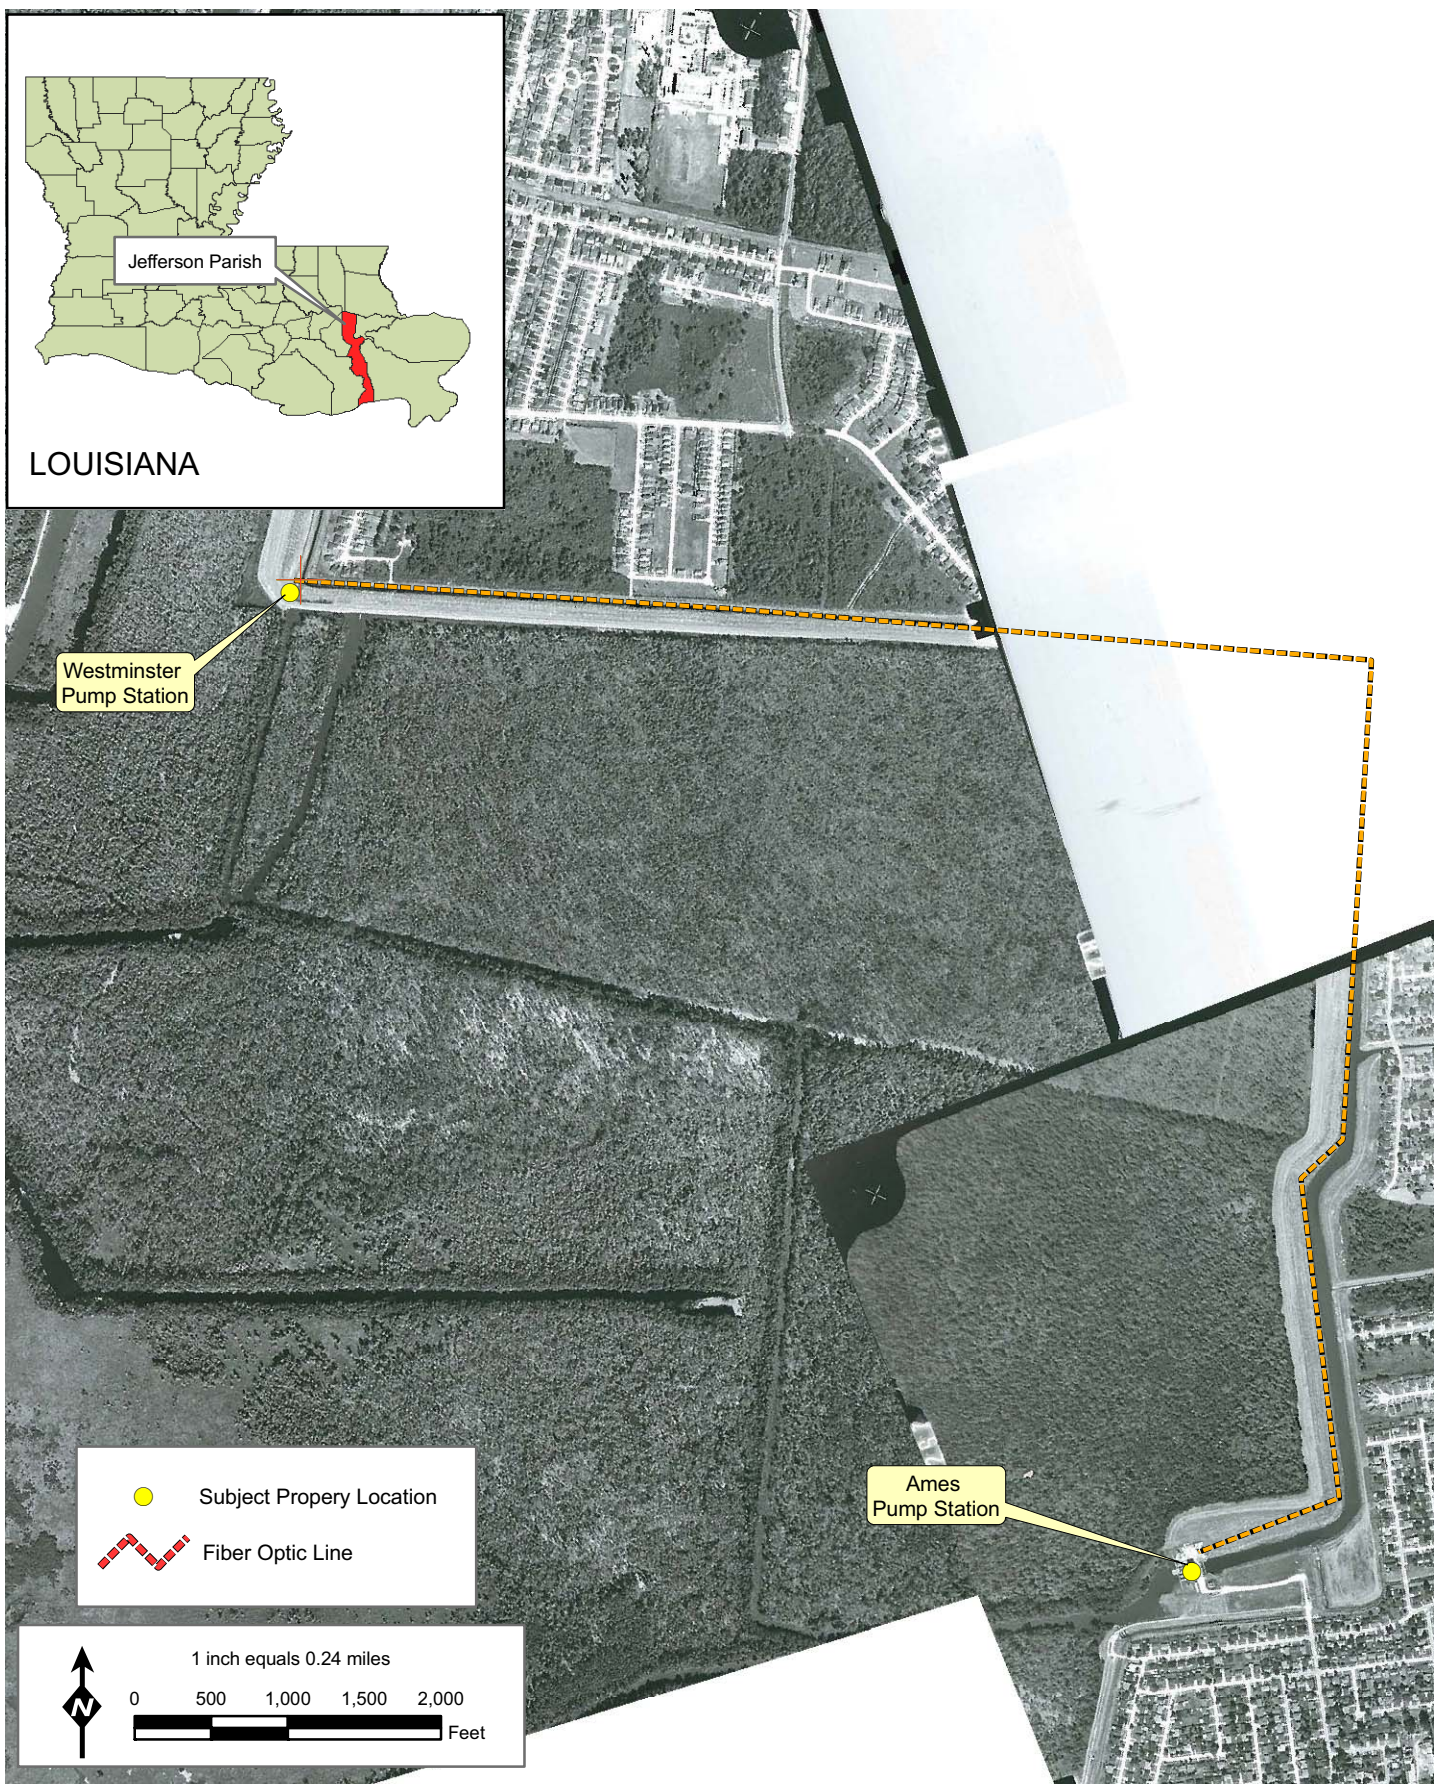 Jefferson Parish
LOUISIANA
Westminster
Pump Station
Ames
Pump Station
Subject Propery Location
Fiber Optic Line
1 inch equals 0.24 miles
N
0 500 1,000 1,500 2,000
Feet